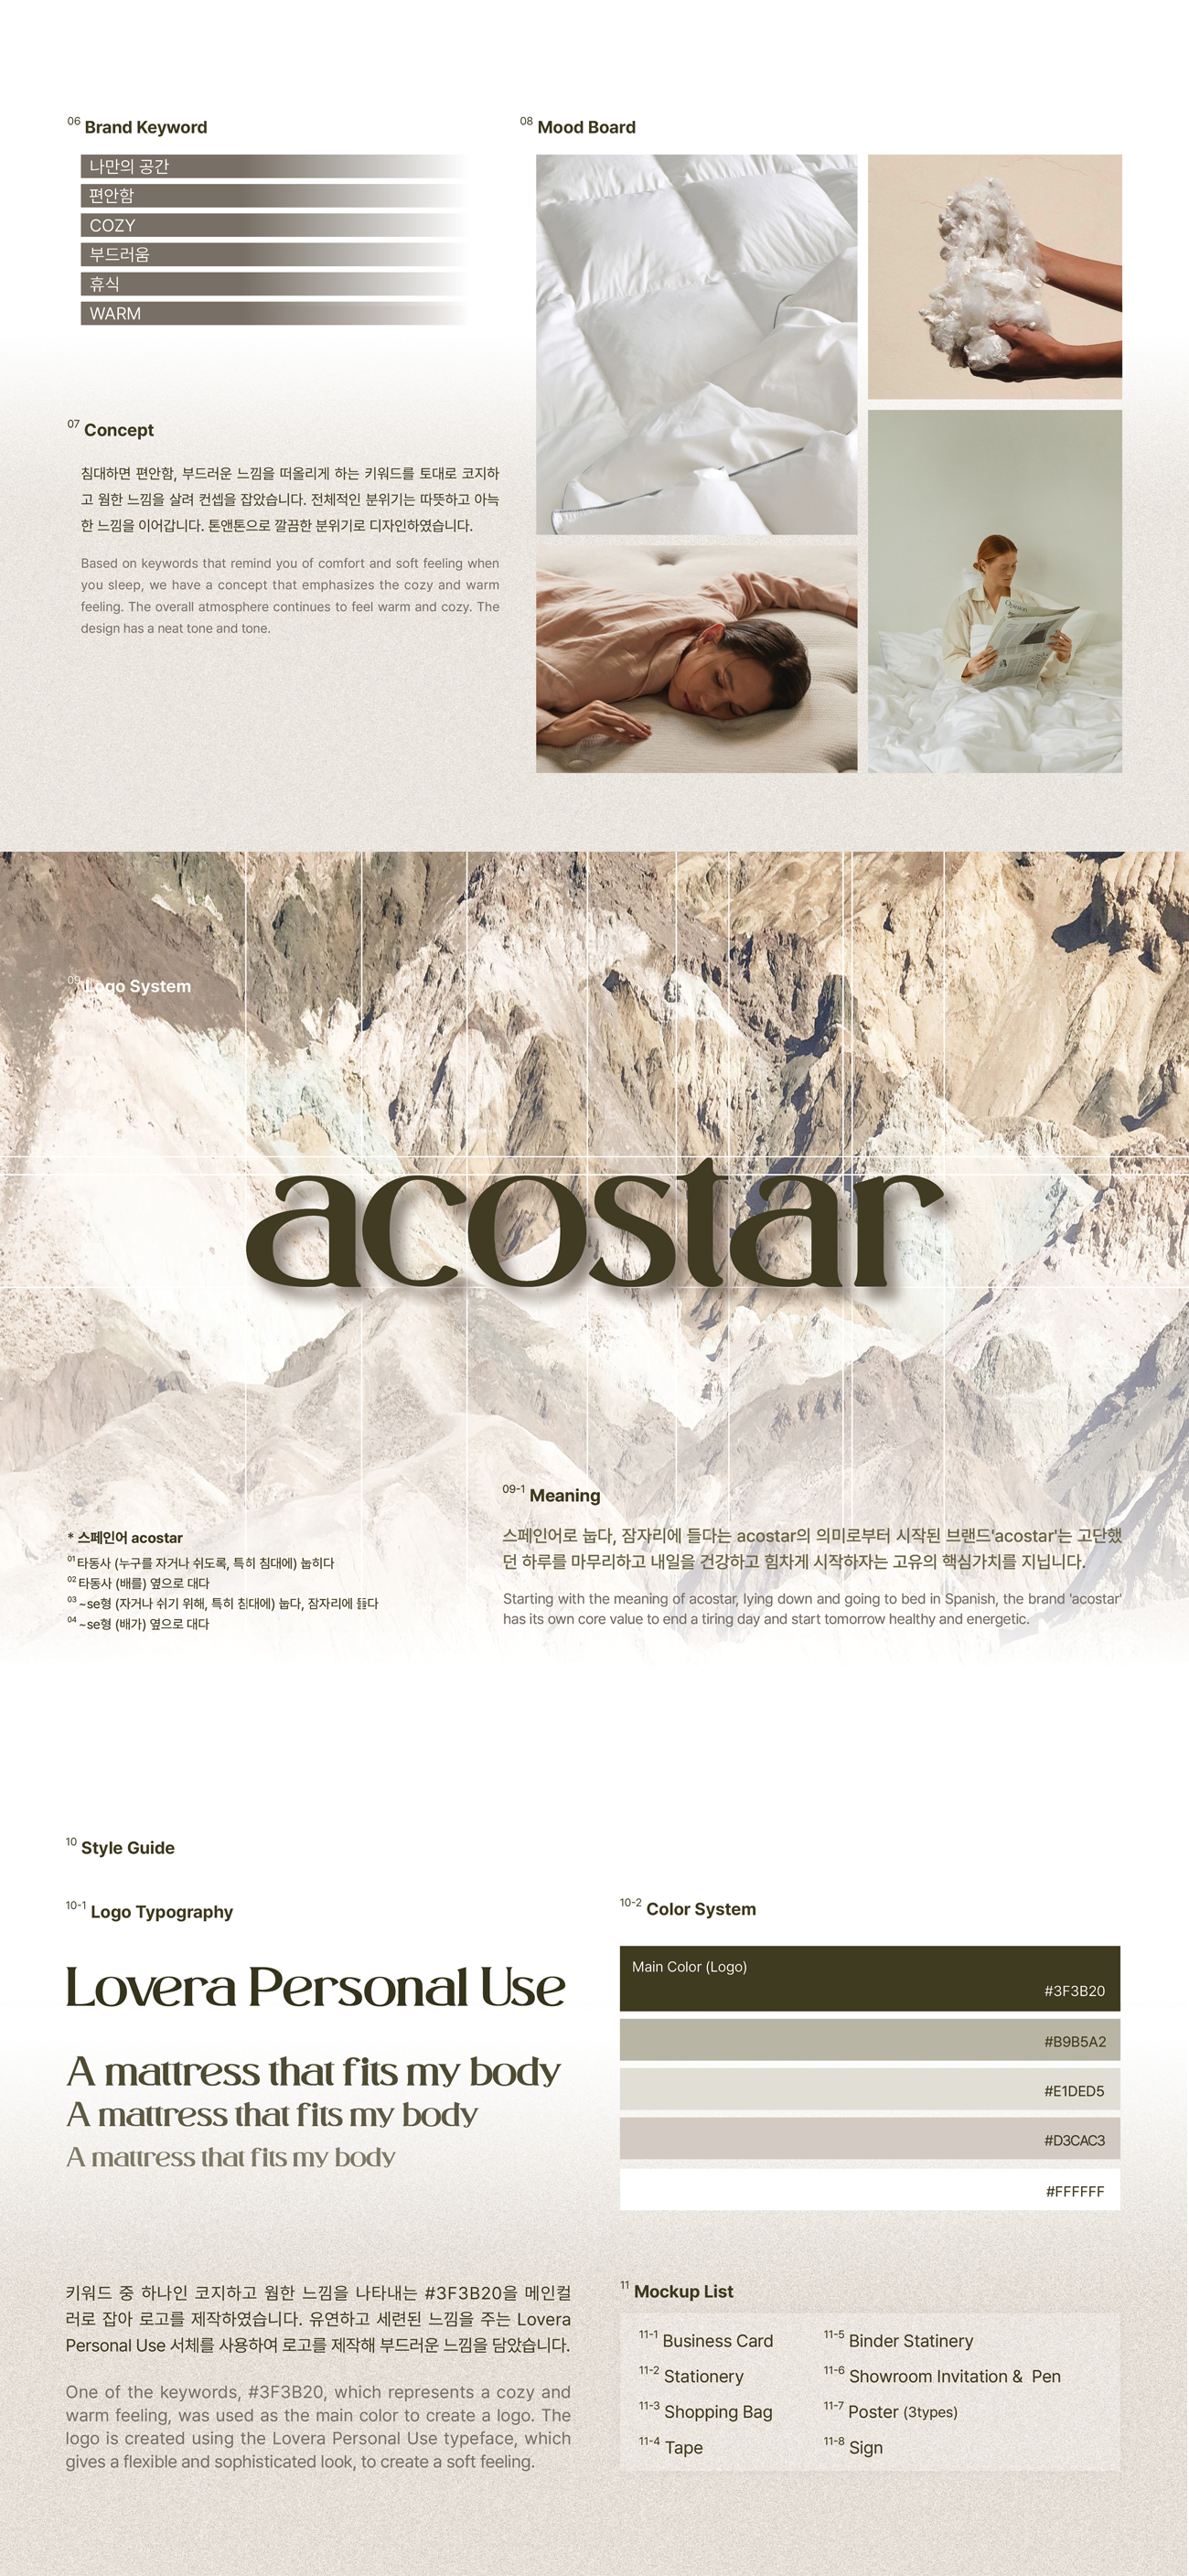 06 Brand Keyword
나만의 공간
편안함
COZY
부드러움
휴식
WARM
07 Concept
침대하면 편안함, 부드러운 느낌을 떠올리게 하는 키워드를 토대로 코지하
고 웜한 느낌을 살려 컨셉을 잡았습니다. 전체적인 분위기는 따뜻하고 아늑
한 느낌을 이어갑니다. 톤앤톤으로 깔끔한 분위기로 디자인하였습니다.
Based on keywords that remind you of comfort and soft feeling when
you sleep, we have a concept that emphasizes the cozy and warm
feeling. The overall atmosphere continues to feel warm and cozy. The
design has a neat tone and tone.
08 Mood Board
Opinion
09 Logo System
acostar
* 스페인어 acostar
01 타동사 (누구를 자거나 쉬도록, 특히 침대에) 눕히다
02 타동사 (배를) 옆으로 대다
03 ~se형 (자거나 쉬기 위해, 특히 침대에) 눕다, 잠자리에 들다
04 ~se형 (배가) 옆으로 대다
09-1 Meaning
스페인어로 눕다, 잠자리에 들다는 acostar의 의미로부터 시작된 브랜드'acostar'는 고단했
던 하루를 마무리하고 내일을 건강하고 힘차게 시작하자는 고유의 핵심가치를 지닙니다.
Starting with the meaning of acostar, lying down and going to bed in Spanish, the brand 'acostar'
has its own core value to end a tiring day and start tomorrow healthy and energetic.
10 Style Guide
10-1 Logo Typography
Lovera Personal Use
A mattress that fits my body
A mattress that fits my body
A mattress that fits my body
키워드 중 하나인 코지하고 웜한 느낌을 나타내는 #3F3B20을 메인컬
러로 잡아 로고를 제작하였습니다. 유연하고 세련된 느낌을 주는 Lovera
Personal Use 서체를 사용하여 로고를 제작해 부드러운 느낌을 담았습니다.
One of the keywords, #3F3B20, which represents a cozy and
warm feeling, was used as the main color to create a logo. The
logo is created using the Lovera Personal Use typeface, which
gives a flexible and sophisticated look, to create a soft feeling.
10-2 Color System
Main Color (Logo)
#3F3B20
#B9B5A2
#E1DED5
#D3CAC3
#FFFFFF
11 Mockup List
11-1 Business Card
11-2 Stationery
11-3 Shopping Bag
11-4 Tape
11-5 Binder Statinery
11-6 Showroom Invitation & Pen
11-7 Poster (3types)
11-8 Sign